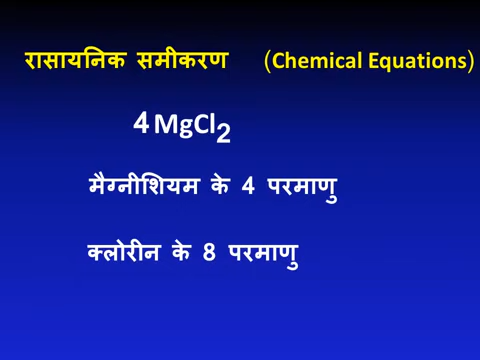 रासायनिक समीकरण (Chemical Equations)
4 MgCl2
मैग्नीशियम के 4 परमाणु
क्लोरीन के 8 परमाणु